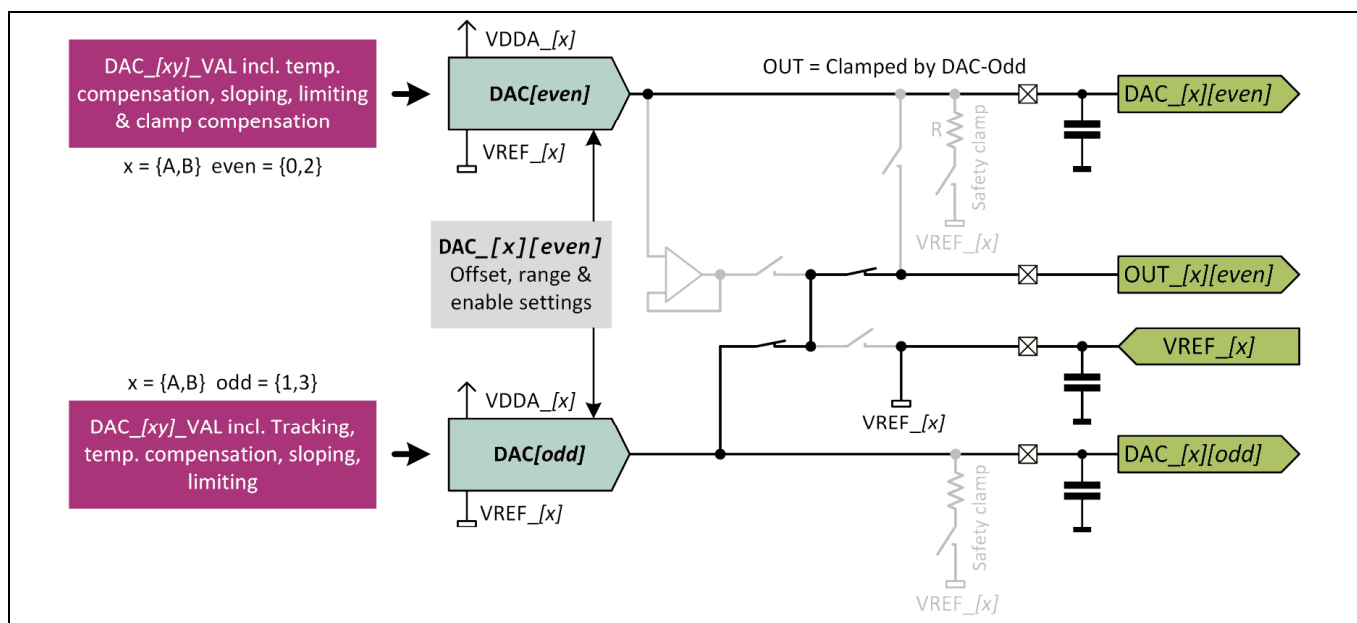 DAC_[xy]_VAL incl. temp.
compensation, sloping, limiting
& clamp compensation
x = {A,B} even = {0,2}
VDDA_[x]
DAC[even]
VREF_[x]
OUT = Clamped by DAC-Odd
R
Safety clamp
VREF_[x]
DAC_[x][even]
DAC_[x][even]
Offset, range &
enable settings
OUT_[x][even]
VREF_[x]
VREF_[x]
x = {A,B} odd = {1,3}
DAC_[xy]_VAL incl. Tracking,
temp. compensation, sloping,
limiting
VDDA_[x]
DAC[odd]
VREF_[x]
Safety clamp
VREF_[x]
DAC_[x][odd]